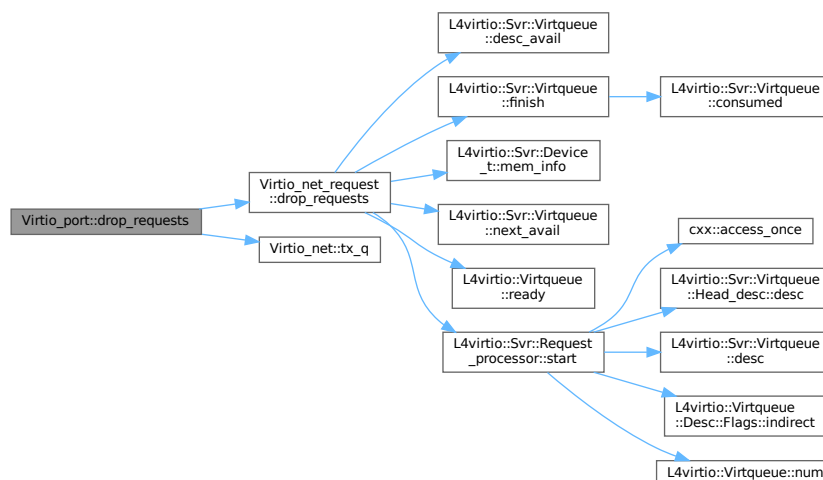 L4virtio::Svr::Virtqueue
::desc_avail
L4virtio::Svr::Virtqueue
::finish
L4virtio::Svr::Virtqueue
::consumed
L4virtio::Svr::Device
_t::mem_info
Virtio_net_request
::drop_requests
Virtio_port::drop_requests
L4virtio::Svr::Virtqueue
::next_avail
cxx::access_once
Virtio_net::tx_q
L4virtio::Virtqueue
::ready
L4virtio::Svr::Virtqueue
::Head_desc::desc
L4virtio::Svr::Request
_processor::start
L4virtio::Svr::Virtqueue
::desc
L4virtio::Virtqueue
::Desc::Flags::indirect
L4virtio::Virtqueue::num